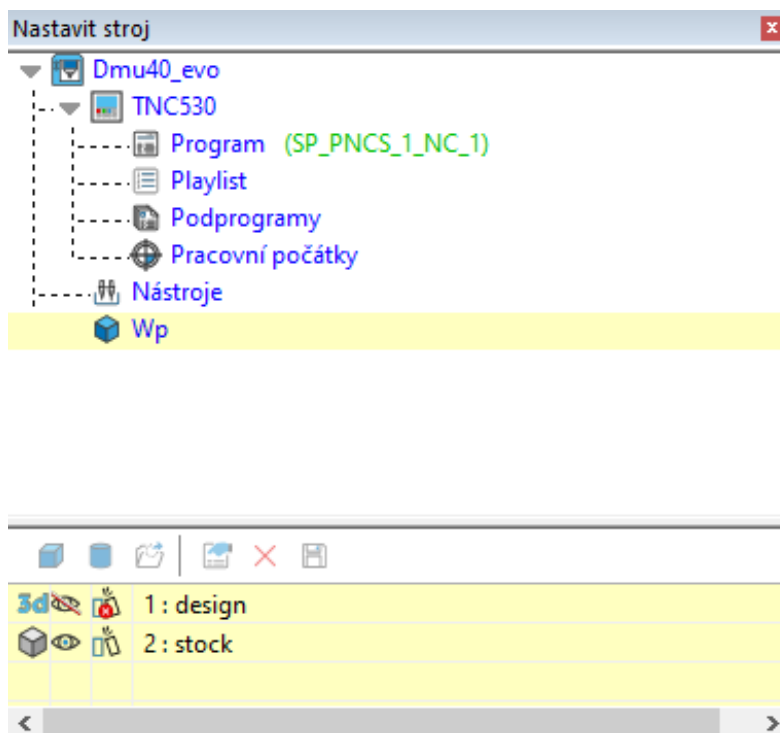 Nastavit stroj
Dmu40_evo
TNC530
Program (SP_PNCS_1_NC_1)
Playlist
Podprogramy
Pracovní počátky
Nástroje
Wp
3d 1 : design
2 : stock